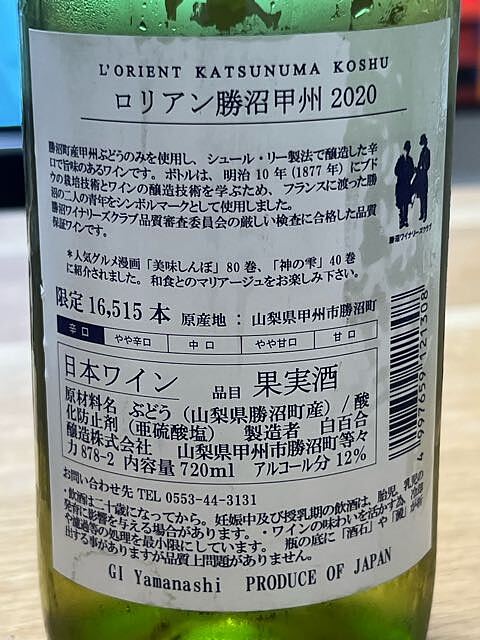 L'ORIENT KATSUNUMA KOSHU
ロリアン勝沼甲州 2020
勝沼町産甲州ぶどうのみを使用し、シュール・リー製法で醸造した辛
口で旨味のあるワインです。ボトルは、明治10年(1877年)にブド
ウの栽培技術とワインの醸造技術を学ぶため、フランスに渡った勝
沼の二人の青年をシンボルマークとして使用しました。
勝沼ワイナリーズクラブ品質審査委員会の厳しい検査に合格した品質
保証ワインです。
勝沼ワイナリーズクラブ
*人気グルメ漫画「美味しんぼ」80巻、「神の雫」40巻
に紹介されました。和食とのマリアージュをお楽しみ下さい。
限定 16,515 本 原産地：山梨県甲州市勝沼町
辛口 やや辛口 中口 やや甘口 甘口
日本ワイン 品目 果実酒
原材料名 ぶどう（山梨県勝沼町産）/酸
化防止剤（亜硫酸塩） 製造者 白百合
醸造株式会社 山梨県甲州市勝沼町等々
力 878-2 内容量720ml アルコール分 12%
4 997659 121308
お問い合わせ先 TEL 0553-44-3131
・飲酒は二十歳になってから。妊娠中及び授乳期の飲酒は、胎児、乳児の
発育に影響を与える場合があります。・ワインの味わいを活かす為、
や濾過等の処理を最小限にしています。 瓶の底に「酒石」や「澱」が
出する事がありますが品質上問題がありません。
GI Yamanashi PRODUCE OF JAPAN